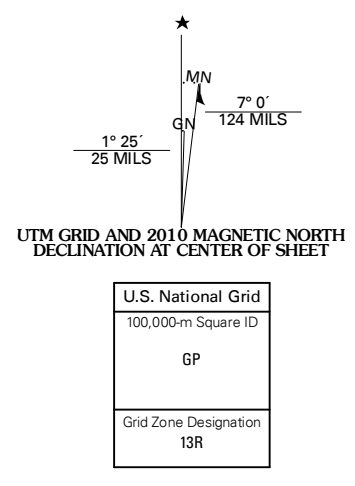 MN
7° 0´
124 MILS
GN
1° 25´
25 MILS
UTM GRID AND 2010 MAGNETIC NORTH
DECLINATION AT CENTER OF SHEET
U.S. National Grid
100,000-m Square ID
GP
Grid Zone Designation
13R